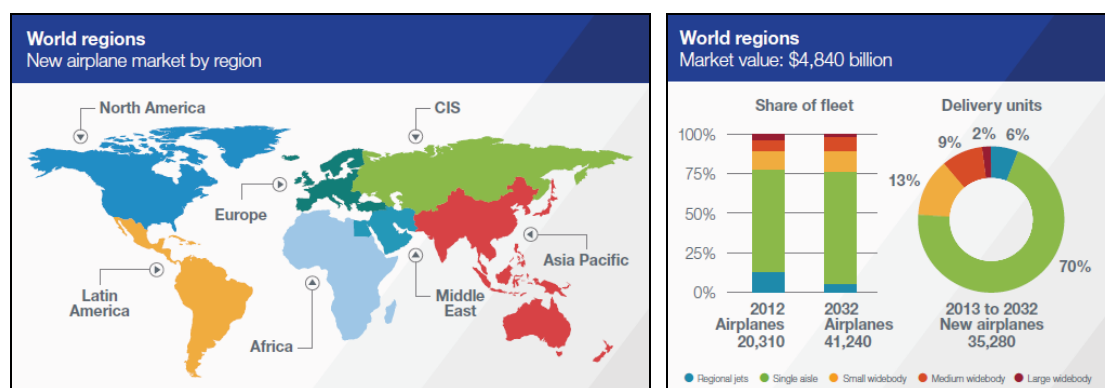 World regions
New airplane market by region
North America
CIS
Europe
Asia Pacific
Latin
America
Middle
East
Africa
World regions
Market value: $4,840 billion
Share of fleet
Delivery units
100%
75%
50%
25%
0%
2012
Airplanes
20,310
2032
Airplanes
41,240
9%
2%
6%
13%
70%
2013 to 2032
New airplanes
35,280
Regional jets
Single aisle
Small widebody
Medium widebody
Large widebody